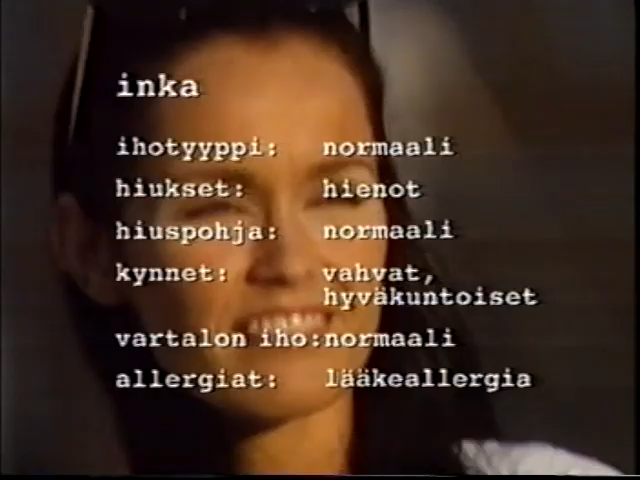 inka
ihotyyppi: normaali
hiukset: hienot
hiuspohja: normaali
kynnet: vahvat,
hyväkuntoiset
vartalon iho: normaali
allergiat: lääkeallergia